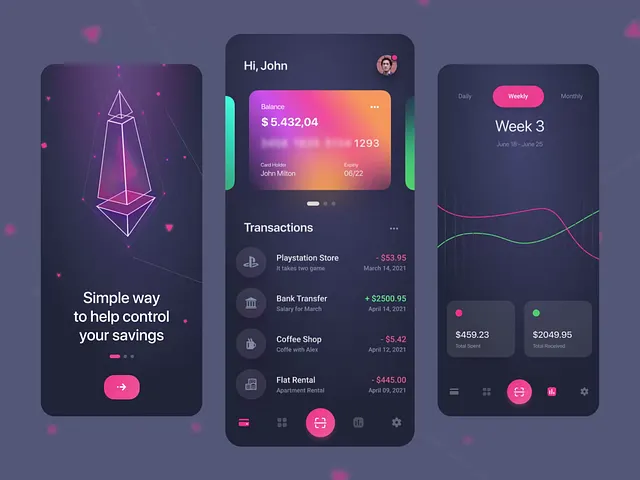 Simple way
to help control
your savings
Hi, John
Balance
$ 5.432,04
1293
Card Holder
John Milton
Expiry
06/22
Transactions
Playstation Store
- $53.95
It takes two game
March 14, 2021
Bank Transfer
+ $2500.95
Salary for March
April 14, 2021
Coffee Shop
- $5.42
Coffe with Alex
April 12, 2021
Flat Rental
- $445.00
Apartment Rental
April 09, 2021
Daily
Weekly
Monthly
Week 3
June 18 - June 25
$459.23
Total Spent
$2049.95
Total Received